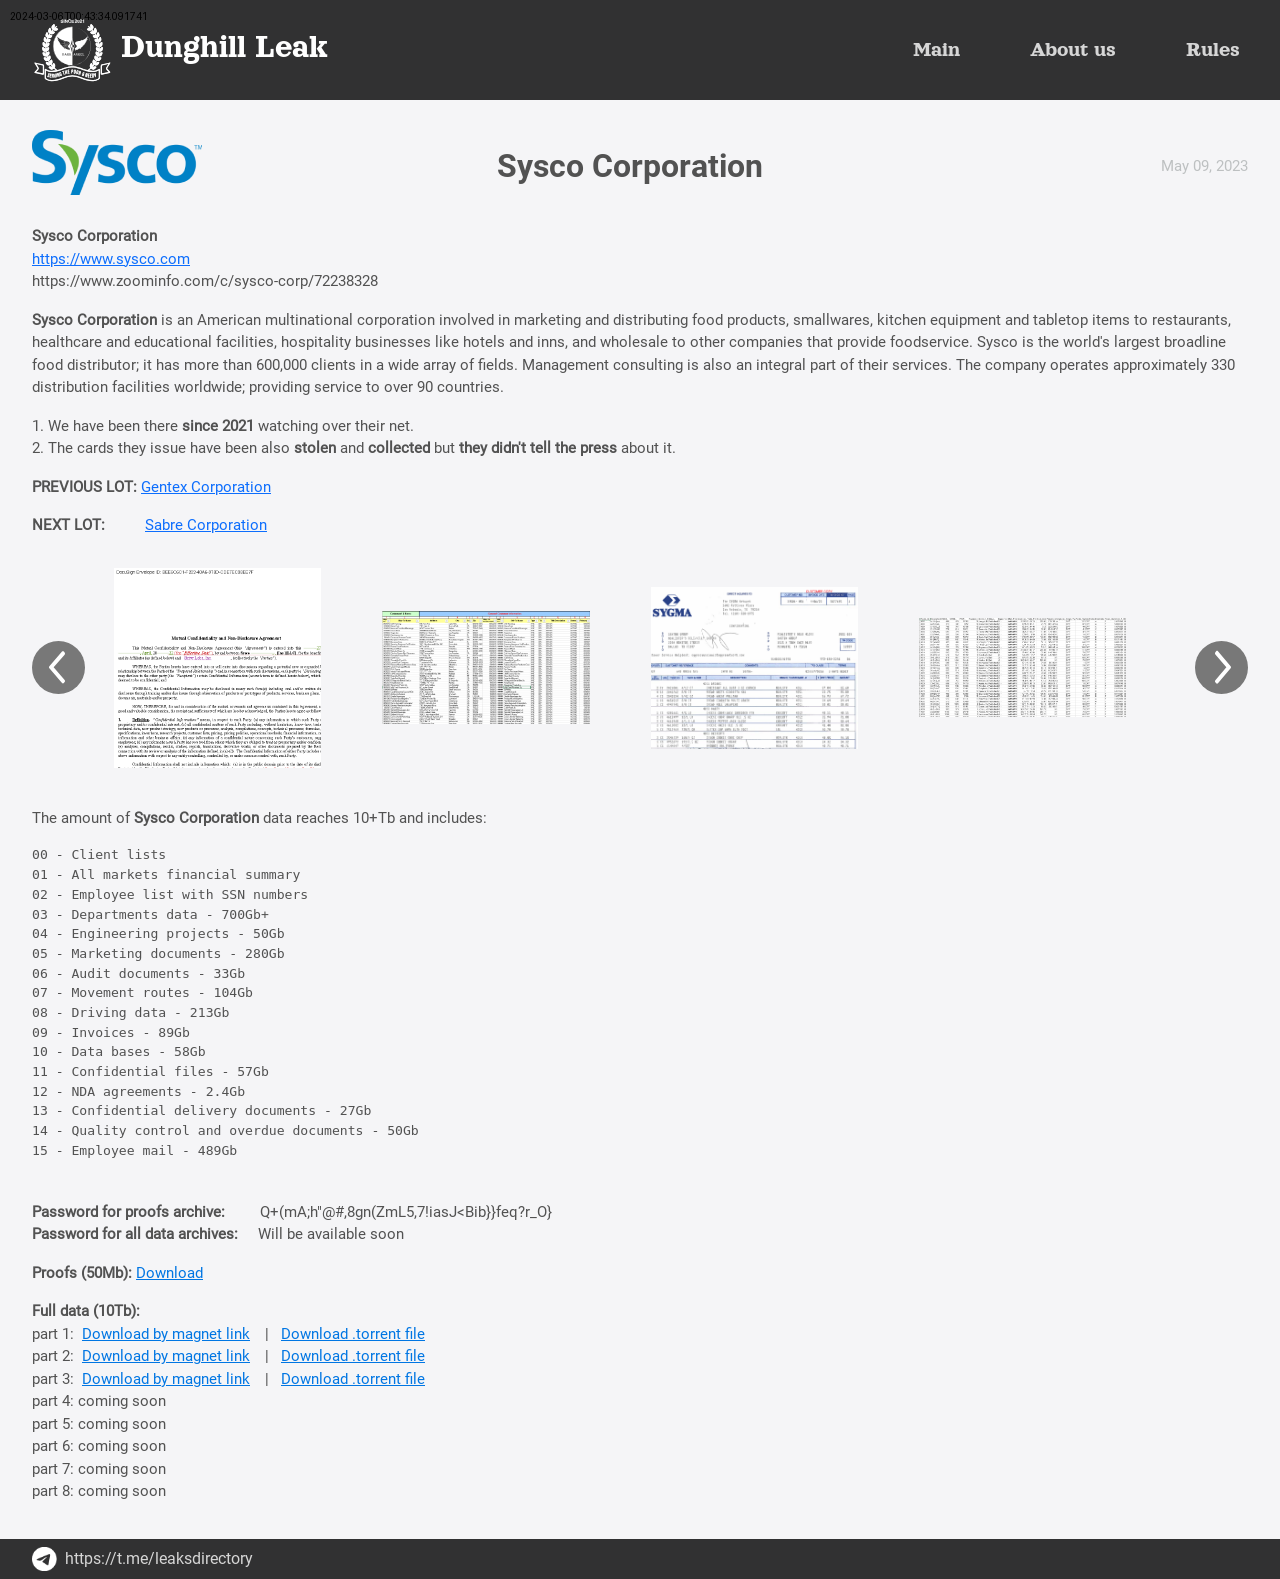 2024-03-06T00:43:34.091741
SINCE 2021
Dunghill Leak
Main
About us
Rules
Sysco
TM
Sysco Corporation
May 09, 2023
Sysco Corporation
https://www.sysco.com
https://www.zoominfo.com/c/sysco-corp/72238328
Sysco Corporation is an American multinational corporation involved in marketing and distributing food products, smallwares, kitchen equipment and tabletop items to restaurants,
healthcare and educational facilities, hospitality businesses like hotels and inns, and wholesale to other companies that provide foodservice. Sysco is the world's largest broadline
food distributor; it has more than 600,000 clients in a wide array of fields. Management consulting is also an integral part of their services. The company operates approximately 330
distribution facilities worldwide; providing service to over 90 countries.
1. We have been there since 2021 watching over their net.
2. The cards they issue have been also stolen and collected but they didn't tell the press about it.
PREVIOUS LOT: Gentex Corporation
NEXT LOT: Sabre Corporation
Mutual Confidentiality and Non-Disclosure Agreement
SYGMA
The amount of Sysco Corporation data reaches 10+Tb and includes:
00 - Client lists
01 - All markets financial summary
02 - Employee list with SSN numbers
03 - Departments data - 700Gb+
04 - Engineering projects - 50Gb
05 - Marketing documents - 280Gb
06 - Audit documents - 33Gb
07 - Movement routes - 104Gb
08 - Driving data - 213Gb
09 - Invoices - 89Gb
10 - Data bases - 58Gb
11 - Confidential files - 57Gb
12 - NDA agreements - 2.4Gb
13 - Confidential delivery documents - 27Gb
14 - Quality control and overdue documents - 50Gb
15 - Employee mail - 489Gb
Password for proofs archive: Q+(mA;h"@#,8gn(ZmL5,7!iasJ<Bib}}feq?r_O}
Password for all data archives: Will be available soon
Proofs (50Mb): Download
Full data (10Tb):
part 1: Download by magnet link | Download .torrent file
part 2: Download by magnet link | Download .torrent file
part 3: Download by magnet link | Download .torrent file
part 4: coming soon
part 5: coming soon
part 6: coming soon
part 7: coming soon
part 8: coming soon
https://t.me/leaksdirectory